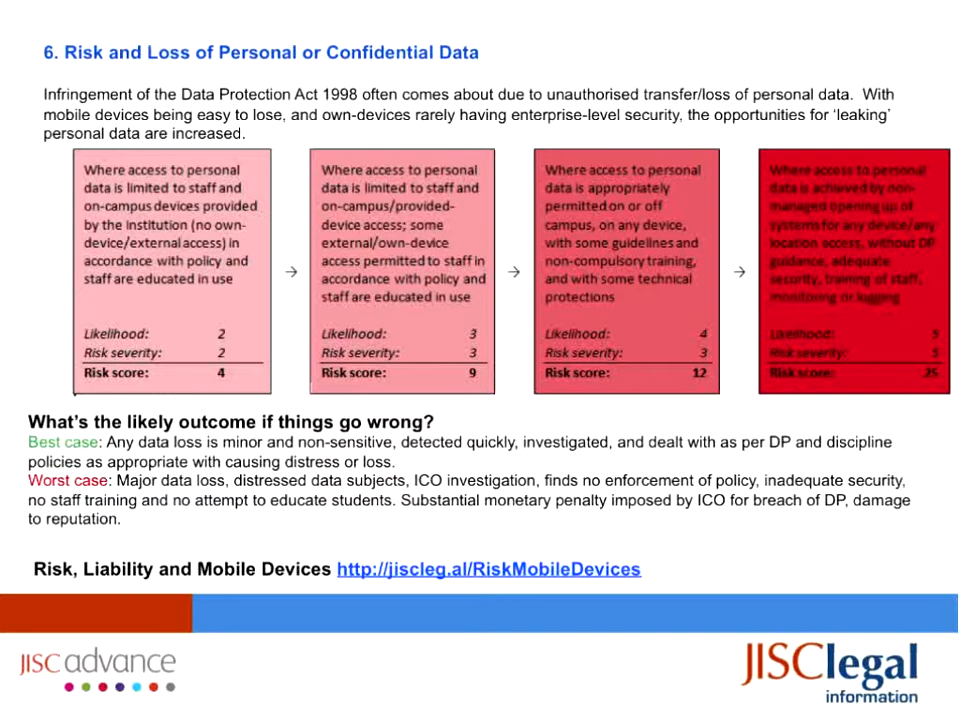 6. Risk and Loss of Personal or Confidential Data
Infringement of the Data Protection Act 1998 often comes about due to unauthorised transfer/loss of personal data.  With
mobile devices being easy to lose, and own-devices rarely having enterprise-level security, the opportunities for ‘leaking’
personal data are increased.
Where access to personal
data is limited to staff and
on-campus devices provided
by the institution (no own-
device/external access) in
accordance with policy and
staff are educated in use
Likelihood: 2
Risk severity: 2
Risk score: 4
→
Where access to personal
data is limited to staff and
on-campus/provided-
device access; some
external/own-device
access permitted to staff in
accordance with policy and
staff are educated in use
Likelihood: 3
Risk severity: 3
Risk score: 9
→
Where access to personal
data is appropriately
permitted on or off
campus, on any device,
with some guidelines and
non-compulsory training,
and with some technical
protections
Likelihood: 4
Risk severity: 3
Risk score: 12
→
Where access to personal
data is achieved by non-
managed opening up of
systems for any device/any
location access, without DP
guidance, adequate
security, training of staff,
monitoring or logging
Likelihood: 5
Risk severity: 5
Risk score: 25
What’s the likely outcome if things go wrong?
Best case: Any data loss is minor and non-sensitive, detected quickly, investigated, and dealt with as per DP and discipline
policies as appropriate with causing distress or loss.
Worst case: Major data loss, distressed data subjects, ICO investigation, finds no enforcement of policy, inadequate security,
no staff training and no attempt to educate students. Substantial monetary penalty imposed by ICO for breach of DP, damage
to reputation.
Risk, Liability and Mobile Devices http://jiscleg.al/RiskMobileDevices
JISC advance
JISClegal
information